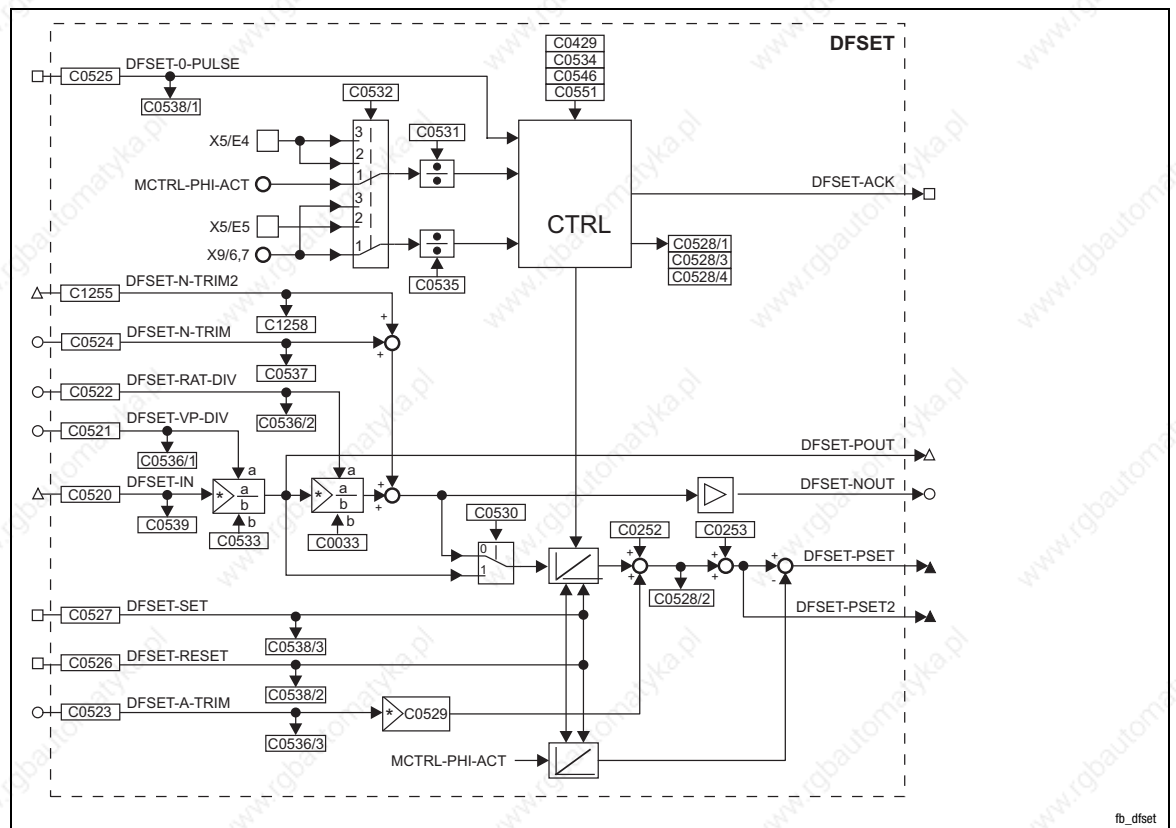 DFSET
C0429
C0534
C0546
C0551
C0525
DFSET-0-PULSE
C0538/1
C0532
X5/E4
3
2
C0531
MCTRL-PHI-ACT
1
3
X5/E5
2
X9/6,7
1
C0535
CTRL
DFSET-ACK
C0528/1
C0528/3
C0528/4
C1255
DFSET-N-TRIM2
C1258
+
C0524
DFSET-N-TRIM
+
C0537
C0522
DFSET-RAT-DIV
C0536/2
C0521
DFSET-VP-DIV
C0536/1
a
a
DFSET-POUT
C0520
DFSET-IN
* a
b
* a
b
+
+
DFSET-NOUT
C0539
b
C0533
b
C0033
C0530
0
1
C0252
C0253
+
+
+
+
+
-
DFSET-PSET
C0528/2
DFSET-PSET2
C0527
DFSET-SET
C0538/3
C0526
DFSET-RESET
C0538/2
C0523
DFSET-A-TRIM
* C0529
C0536/3
MCTRL-PHI-ACT
fb_dfset
www.rgbautomatyka.pl